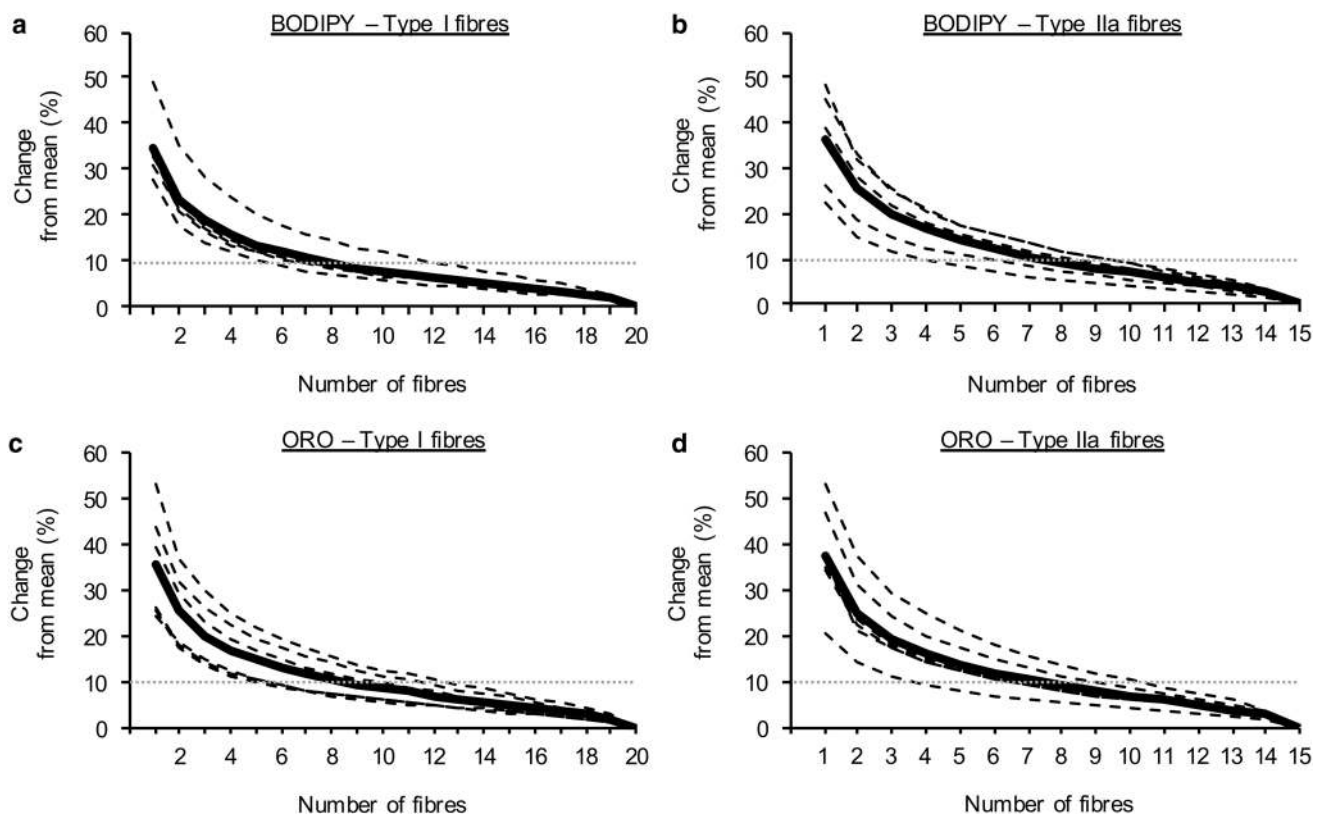 a
BODIPY – Type I fibres
60
50
40
30
20
10
0
Change
from mean (%)
2 4 6 8 10 12 14 16 18 20
Number of fibres
b
BODIPY – Type IIa fibres
60
50
40
30
20
10
0
Change
from mean (%)
1 2 3 4 5 6 7 8 9 10 11 12 13 14 15
Number of fibres
c
ORO – Type I fibres
60
50
40
30
20
10
0
Change
from mean (%)
2 4 6 8 10 12 14 16 18 20
Number of fibres
d
ORO – Type IIa fibres
60
50
40
30
20
10
0
Change
from mean (%)
1 2 3 4 5 6 7 8 9 10 11 12 13 14 15
Number of fibres